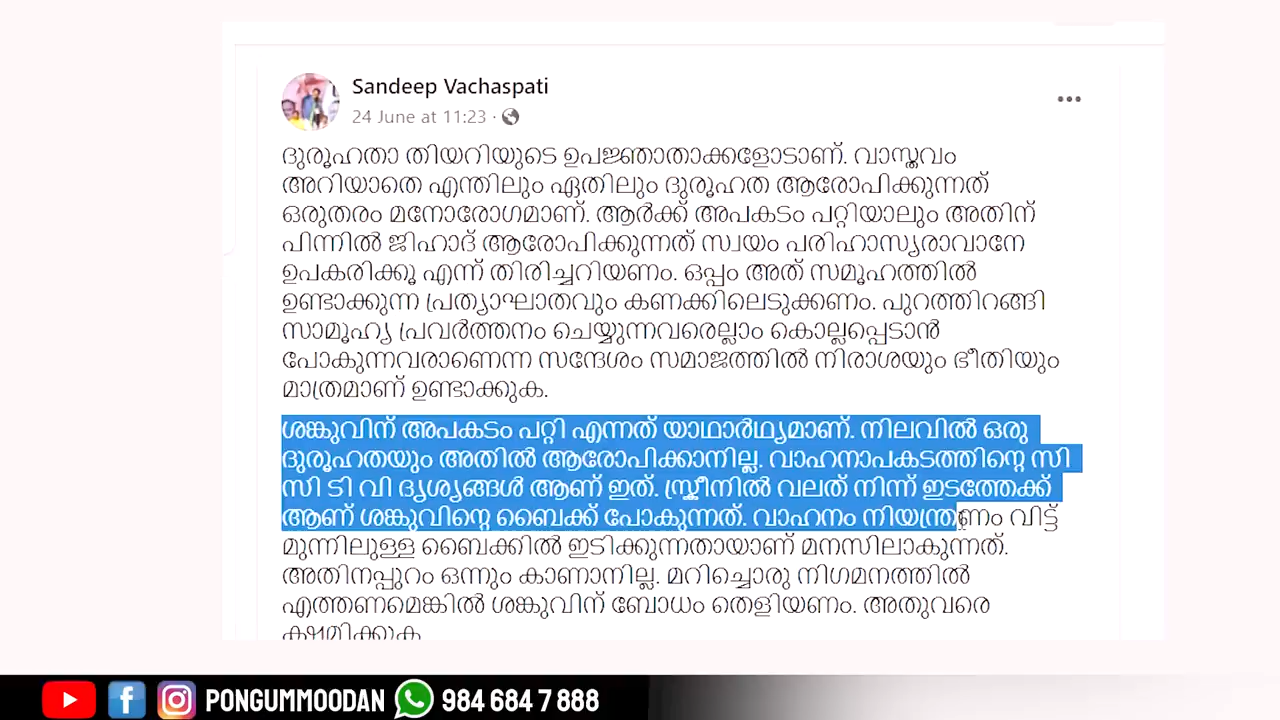 Sandeep Vachaspati
24 June at 11:23 ·
ദുരൂഹതാ തിയറിയുടെ ഉപജ്ഞാതാക്കളോടാണ്. വാസ്തവം
അറിയാതെ എന്തിലും ഏതിലും ദുരൂഹത ആരോപിക്കുന്നത്
ഒരുതരം മനോരോഗമാണ്. ആർക്ക് അപകടം പറ്റിയാലും അതിന്
പിന്നിൽ ജിഹാദ് ആരോപിക്കുന്നത് സ്വയം പരിഹാസ്യരാവാനേ
ഉപകരിക്കൂ എന്ന് തിരിച്ചറിയണം. ഒപ്പം അത് സമൂഹത്തിൽ
ഉണ്ടാക്കുന്ന പ്രത്യാഘാതവും കണക്കിലെടുക്കണം. പുറത്തിറങ്ങി
സാമൂഹ്യ പ്രവർത്തനം ചെയ്യുന്നവരെല്ലാം കൊല്ലപ്പെടാൻ
പോകുന്നവരാണെന്ന സന്ദേശം സമാജത്തിൽ നിരാശയും ഭീതിയും
മാത്രമാണ് ഉണ്ടാക്കുക.
ശങ്കുവിന് അപകടം പറ്റി എന്നത് യാഥാർഥ്യമാണ്. നിലവിൽ ഒരു
ദുരൂഹതയും അതിൽ ആരോപിക്കാനില്ല. വാഹനാപകടത്തിന്റെ സി
സി ടി വി ദൃശ്യങ്ങൾ ആണ് ഇത്. സ്ക്രീനിൽ വലത് നിന്ന് ഇടത്തേക്ക്
ആണ് ശങ്കുവിന്റെ ബൈക്ക് പോകുന്നത്. വാഹനം നിയന്ത്രണം വിട്ട്
മുന്നിലുള്ള ബൈക്കിൽ ഇടിക്കുന്നതായാണ് മനസിലാകുന്നത്.
അതിനപ്പുറം ഒന്നും കാണാനില്ല. മറിച്ചൊരു നിഗമനത്തിൽ
എത്തണമെങ്കിൽ ശങ്കുവിന് ബോധം തെളിയണം. അതുവരെ
ക്ഷമിക്കുക
PONGUMMOODAN 984 684 7 888